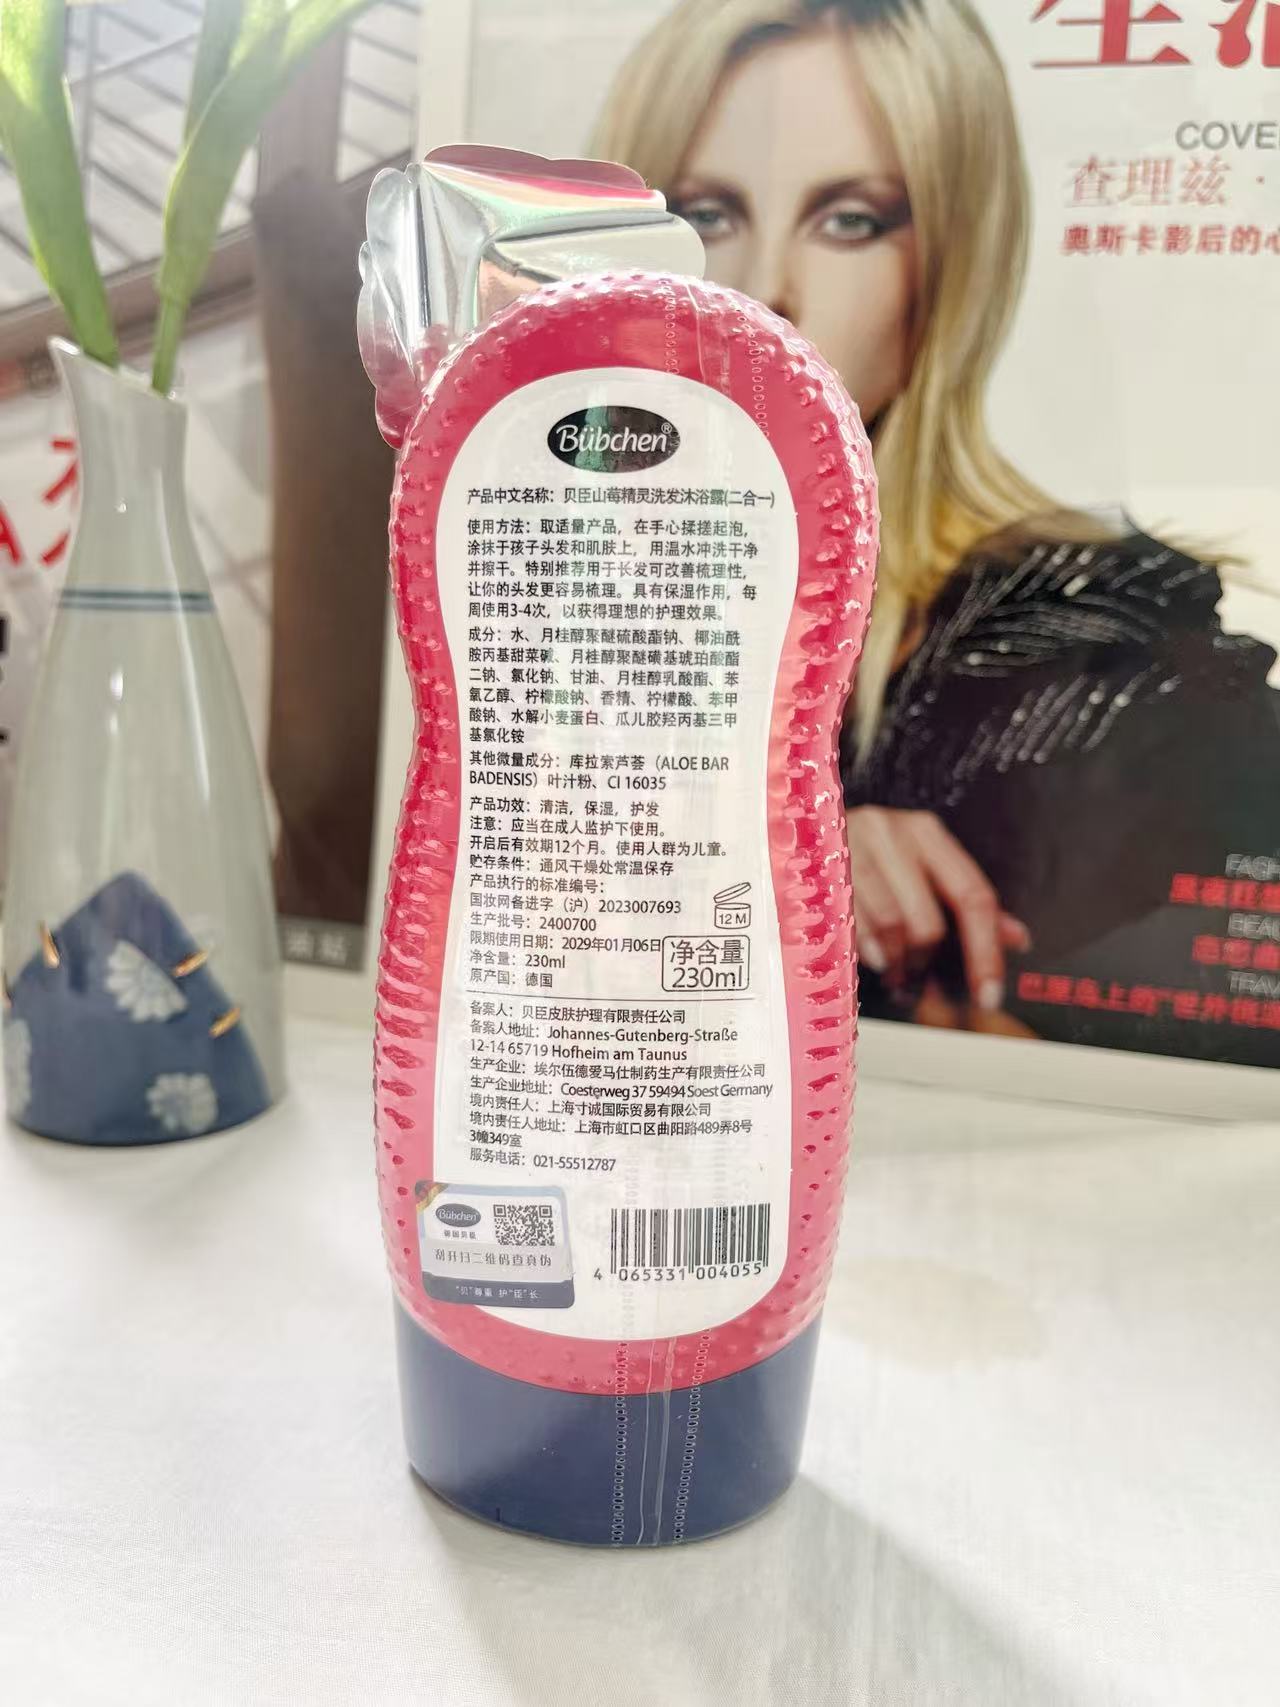 生活
COVE
查理兹·
奥斯卡影后的心
Bübchen®
产品中文名称：贝臣山莓精灵洗发沐浴露(二合一)
使用方法：取适量产品，在手心揉搓起泡，
涂抹于孩子头发和肌肤上，用温水冲洗干净
并擦干。特别推荐用于长发可改善梳理性，
让你的头发更容易梳理。具有保湿作用，每
周使用3-4次，以获得理想的护理效果。
成分：水、月桂醇聚醚硫酸酯钠、椰油酰
胺丙基甜菜碱、月桂醇聚醚磺基琥珀酸酯
二钠、氯化钠、甘油、月桂醇乳酸酯、苯
氧乙醇、柠檬酸钠、香精、柠檬酸、苯甲
酸钠、水解小麦蛋白、瓜儿胶羟丙基三甲
基氯化铵
其他微量成分：库拉索芦荟（ALOE BAR
BADENSIS）叶汁粉、CI 16035
产品功效：清洁，保湿，护发
注意：应当在成人监护下使用。
开启后有效期12个月。使用人群为儿童。
贮存条件：通风干燥处常温保存
产品执行的标准编号：
国妆网备进字（沪）2023007693
生产批号：2400700
限期使用日期：2029年01月06日
净含量：230ml
原产国：德国
12 M
净含量
230ml
备案人：贝臣皮肤护理有限责任公司
备案人地址：Johannes-Gutenberg-Straße
12-14 65719 Hofheim am Taunus
生产企业：埃尔伍德爱马仕制药生产有限责任公司
生产企业地址：Coesterweg 37 59494 Soest Germany
境内责任人：上海寸诚国际贸易有限公司
境内责任人地址：上海市虹口区曲阳路489弄8号
3幢349室
服务电话：021-55512787
Bübchen
德国贝臣
刮开扫二维码查真伪
"贝"尊重 护"臣"长
4 065331 004055
FASH
BEAU
TRAV